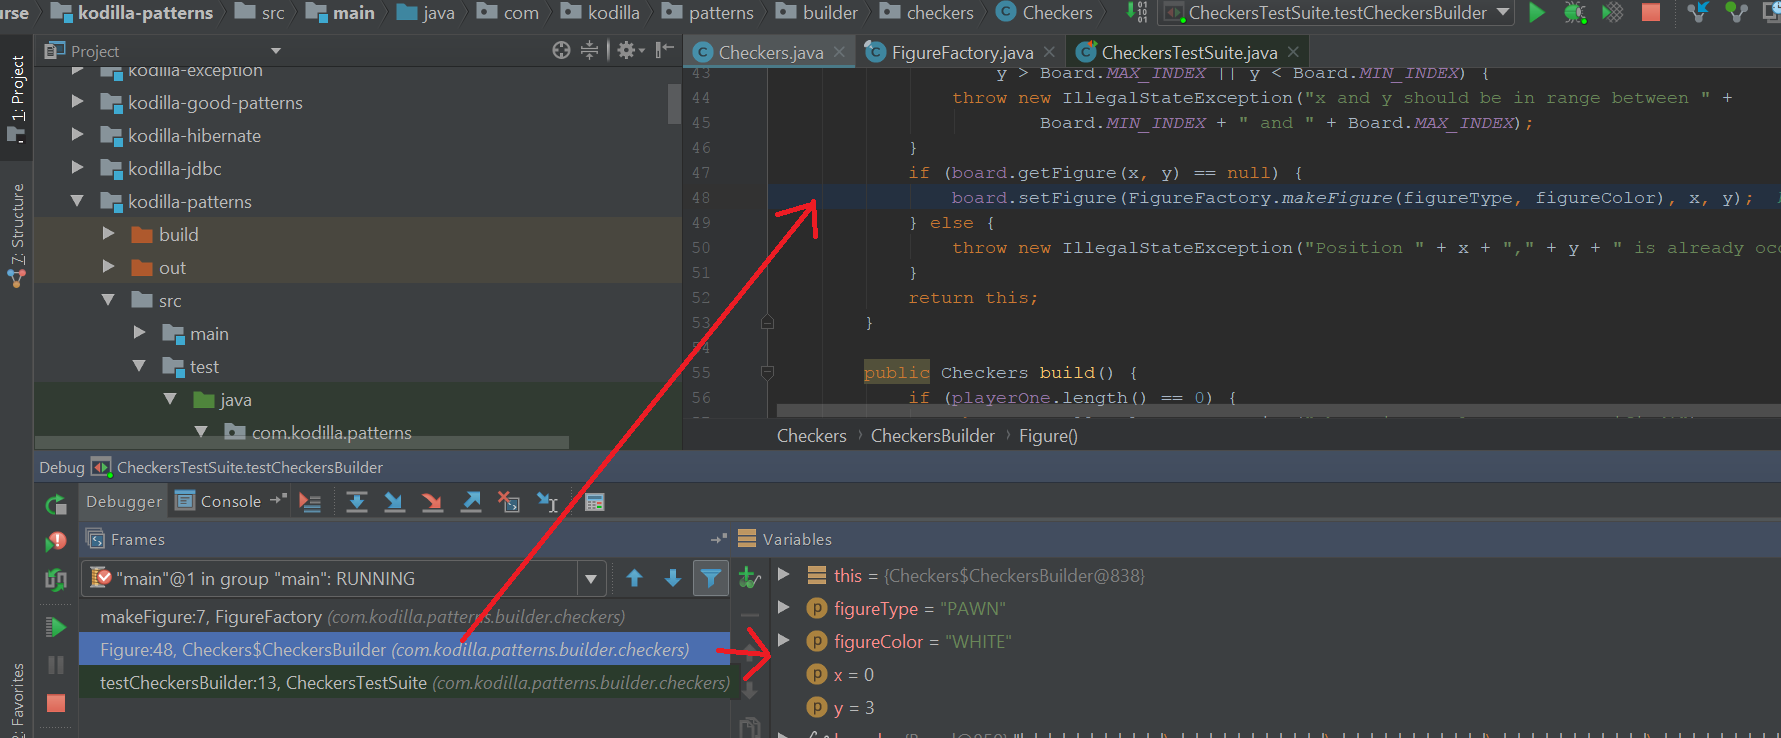 rse kodilla-patterns src main java com kodilla patterns builder checkers Checkers CheckersTestSuite.testCheckersBuilder
1: Project
7: Structure
Favorites
Project
kodilla-exception
kodilla-good-patterns
kodilla-hibernate
kodilla-jdbc
kodilla-patterns
build
out
src
main
test
java
com.kodilla.patterns
Checkers.java FigureFactory.java CheckersTestSuite.java
43 y > Board.MAX_INDEX || y < Board.MIN_INDEX) {
44 throw new IllegalStateException("x and y should be in range between " +
45 Board.MIN_INDEX + " and " + Board.MAX_INDEX);
46 }
47 if (board.getFigure(x, y) == null) {
48 board.setFigure(FigureFactory.makeFigure(figureType, figureColor), x, y);
49 } else {
50 throw new IllegalStateException("Position " + x + "," + y + " is already occ
51 }
52 return this;
53 }
54
55 public Checkers build() {
56 if (playerOne.length() == 0) {
Checkers CheckersBuilder Figure()
Debug CheckersTestSuite.testCheckersBuilder
Debugger Console
Frames
"main"@1 in group "main": RUNNING
makeFigure:7, FigureFactory (com.kodilla.patterns.builder.checkers)
Figure:48, Checkers$CheckersBuilder (com.kodilla.patterns.builder.checkers)
testCheckersBuilder:13, CheckersTestSuite (com.kodilla.patterns.builder.checkers)
Variables
this = {Checkers$CheckersBuilder@838}
figureType = "PAWN"
figureColor = "WHITE"
x = 0
y = 3